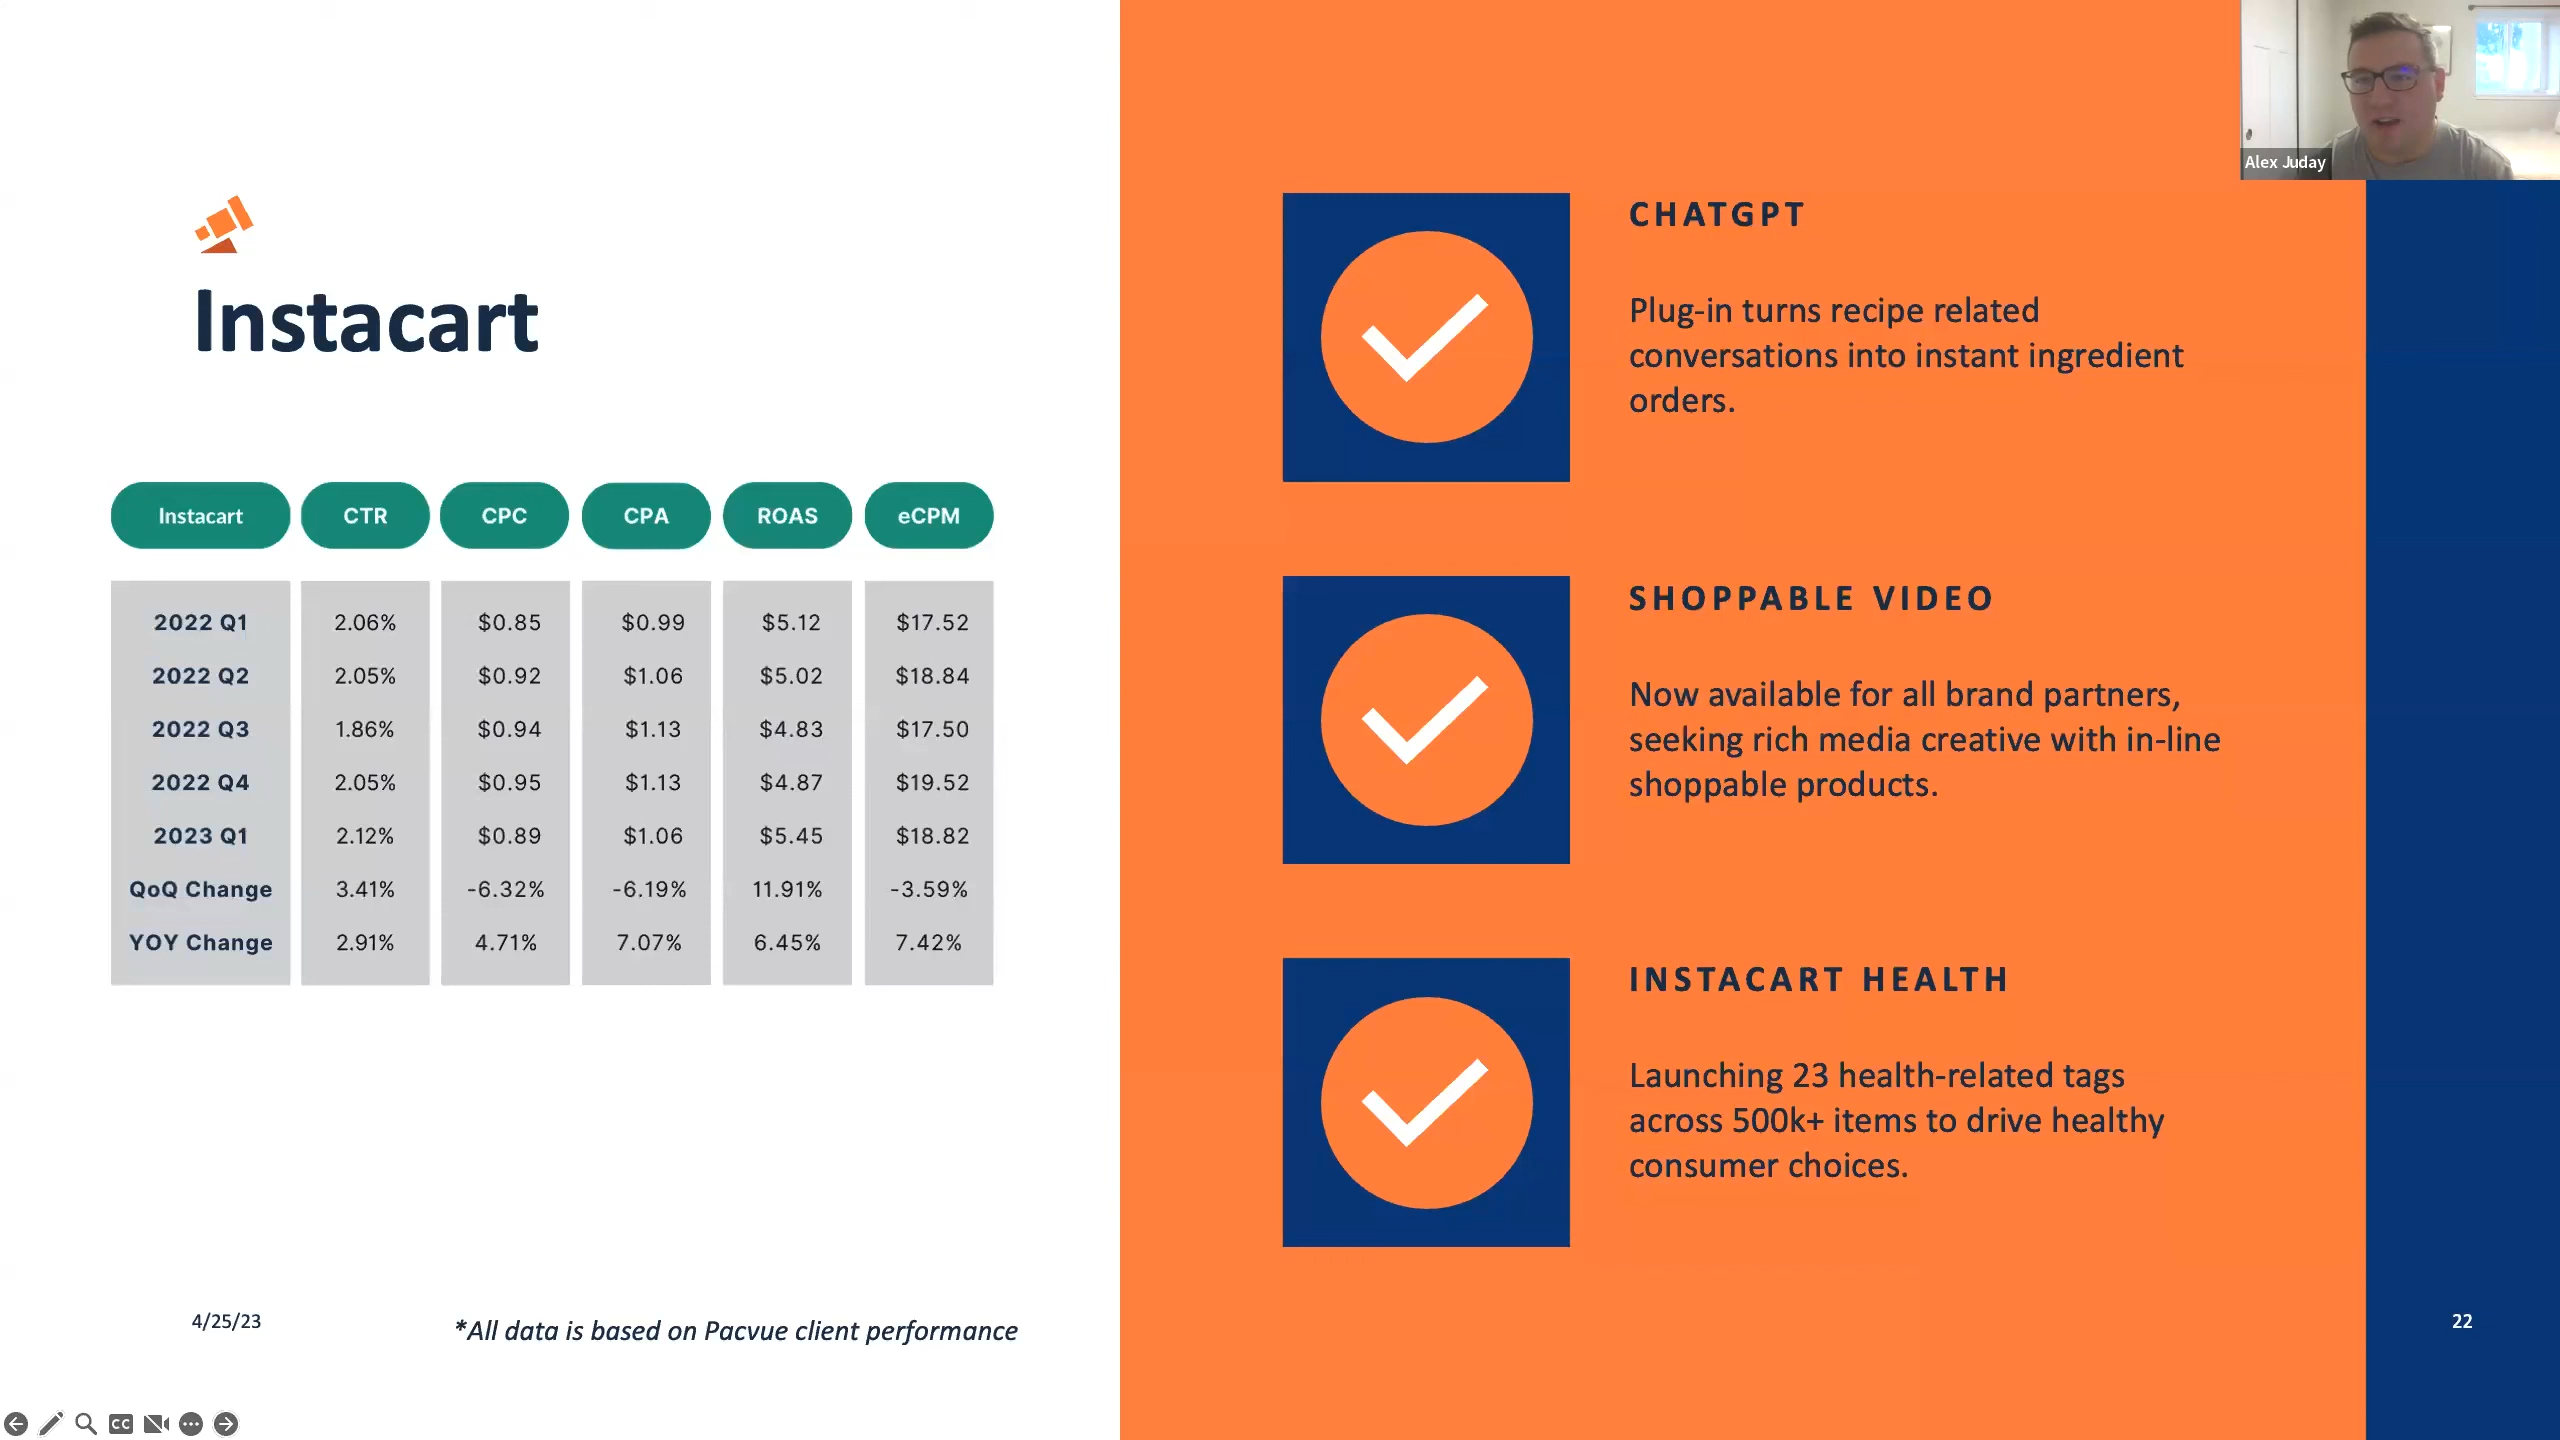 Instacart
Instacart CTR CPC CPA ROAS eCPM
2022 Q1 2.06% $0.85 $0.99 $5.12 $17.52
2022 Q2 2.05% $0.92 $1.06 $5.02 $18.84
2022 Q3 1.86% $0.94 $1.13 $4.83 $17.50
2022 Q4 2.05% $0.95 $1.13 $4.87 $19.52
2023 Q1 2.12% $0.89 $1.06 $5.45 $18.82
QoQ Change 3.41% -6.32% -6.19% 11.91% -3.59%
YOY Change 2.91% 4.71% 7.07% 6.45% 7.42%
4/25/23
*All data is based on Pacvue client performance
CC
Alex Juday
CHATGPT
Plug-in turns recipe related
conversations into instant ingredient
orders.
SHOPPABLE VIDEO
Now available for all brand partners,
seeking rich media creative with in-line
shoppable products.
INSTACART HEALTH
Launching 23 health-related tags
across 500k+ items to drive healthy
consumer choices.
22